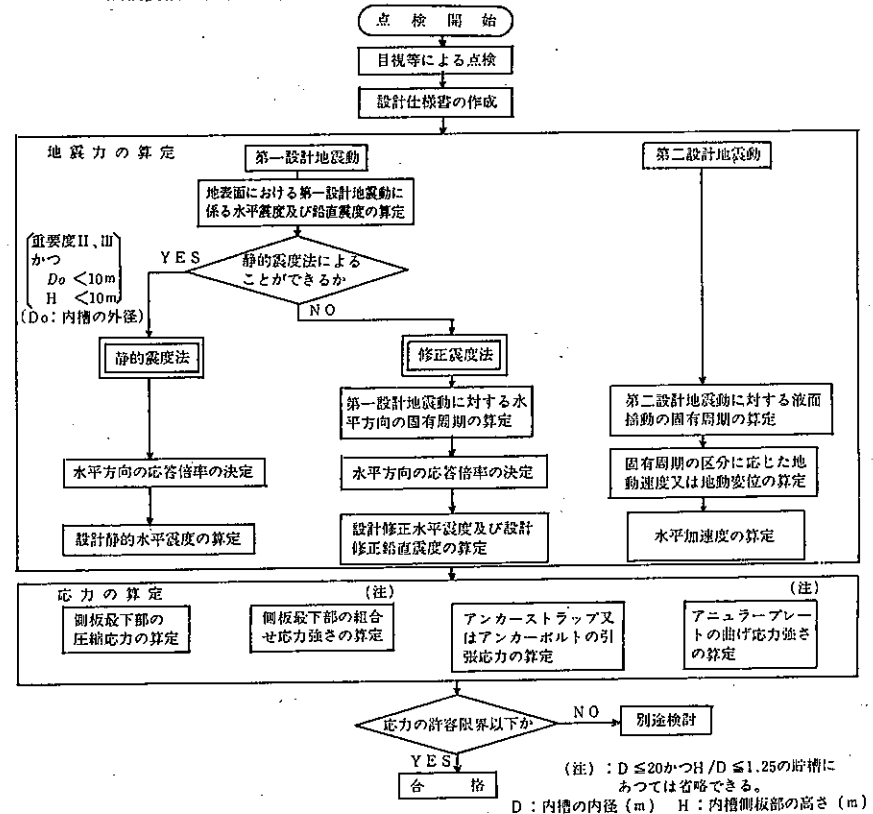 点検開始
目視等による点検
設計仕様書の作成
地震力の算定
第一設計地震動
第二設計地震動
地表面における第一設計地震動に
係る水平震度及び鉛直震度の算定
重要度II、III
かつ
Do <10m
H <10m
(Do：内槽の外径)
YES
静的震度法による
ことができるか
NO
静的震度法
修正震度法
第一設計地震動に対する水
平方向の固有周期の算定
第二設計地震動に対する液面
揺動の固有周期の算定
水平方向の応答倍率の決定
水平方向の応答倍率の決定
固有周期の区分に応じた地
動速度又は地動変位の算定
設計静的水平震度の算定
設計修正水平震度及び設計
修正鉛直震度の算定
水平加速度の算定
応力の算定
(注)
(注)
側板最下部の
圧縮応力の算定
側板最下部の組合
せ応力強さの算定
アンカーストラップ又
はアンカーボルトの引
張応力の算定
アニュラープレー
トの曲げ応力強さ
の算定
応力の許容限界以下か
NO
別途検討
YES
合格
(注)：D≦20かつH/D≦1.25の貯槽に
あつては省略できる。
D：内槽の内径(m) H：内槽側板部の高さ(m)